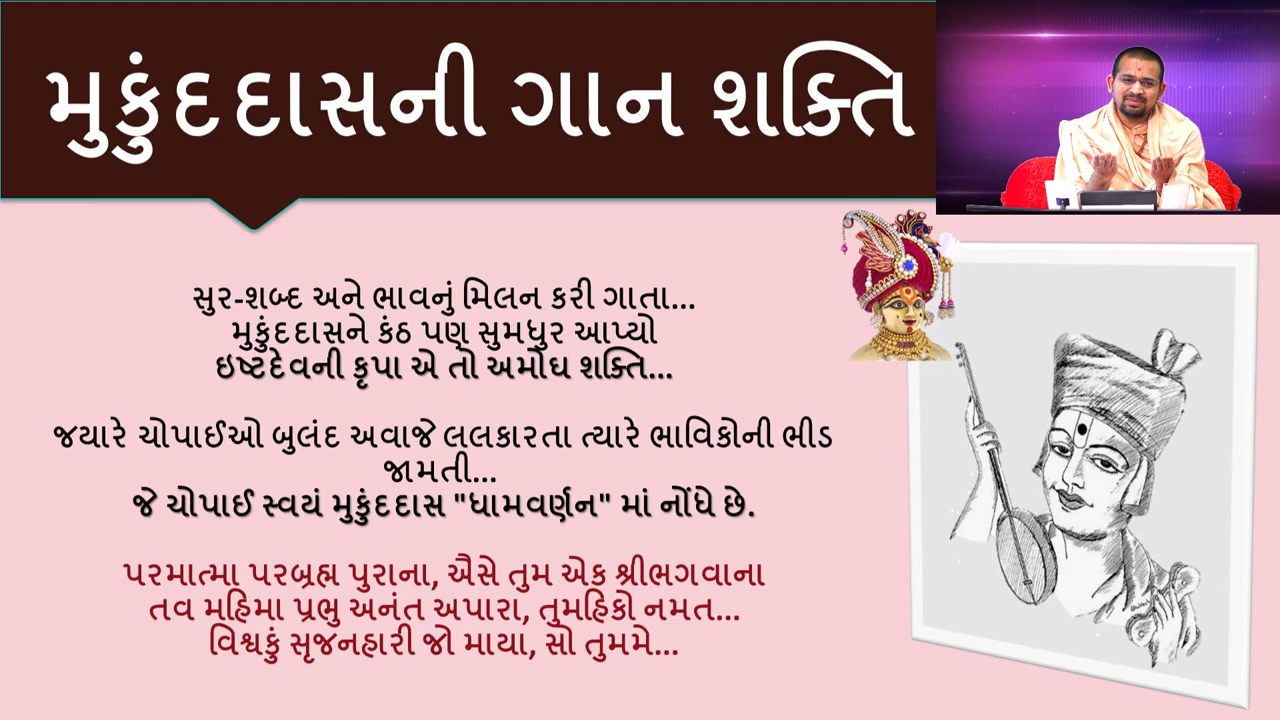 મુકુંદદાસની ગાન શક્તિ
સુર-શબ્દ અને ભાવનું મિલન કરી ગાતા...
મુકુંદદાસને કંઠ પણ સુમધુર આપ્યો
ઇષ્ટદેવની કૃપા એ તો અમોઘ શક્તિ...
જયારે ચોપાઈઓ બુલંદ અવાજે લલકારતા ત્યારે ભાવિકોની ભીડ
જામતી...
જે ચોપાઈ સ્વયં મુકુંદદાસ "ધામવર્ણન" માં નોંધે છે.
પરમાત્મા પરબ્રહ્મ પુરાના, ઐસે તુમ એક શ્રીભગવાના
તવ મહિમા પ્રભુ અનંત અપારા, તુમહિકો નમત...
વિશ્વકું સૃજનહારી જો માયા, સો તુમમે...